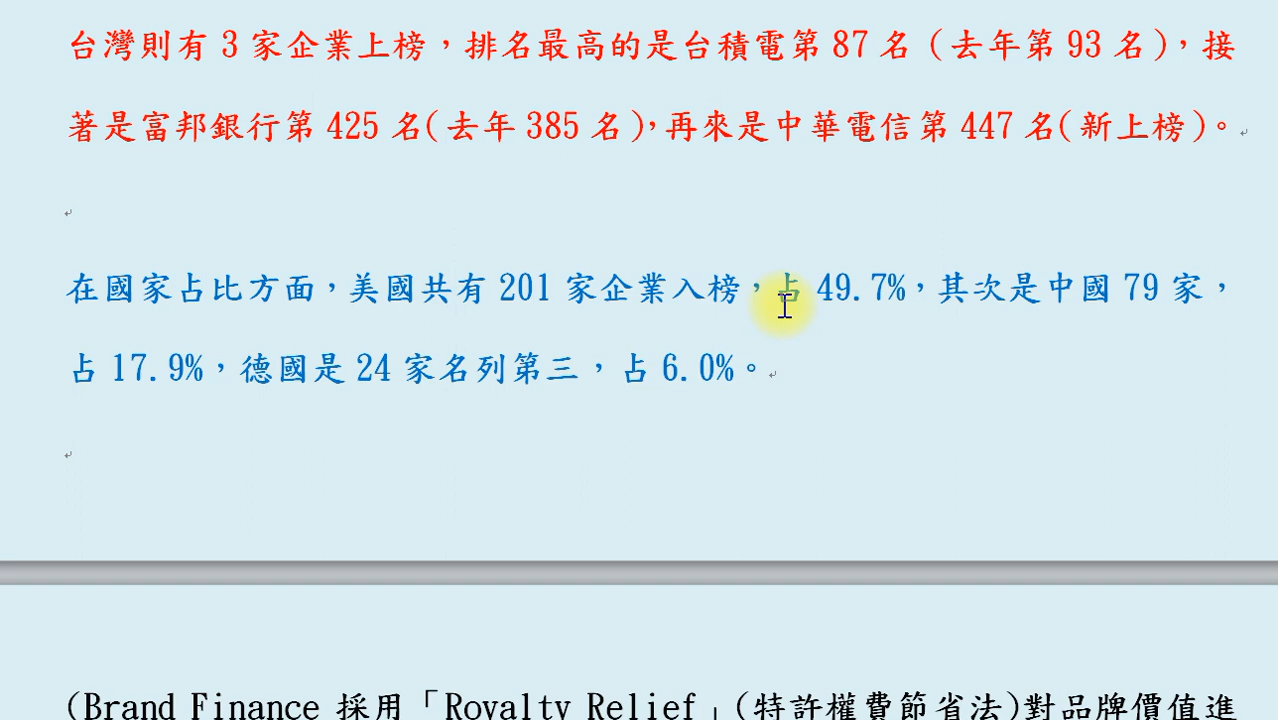 台灣則有 3 家企業上榜，排名最高的是台積電第 87 名 (去年第 93 名)，接
著是富邦銀行第 425 名(去年 385 名)，再來是中華電信第 447 名(新上榜)。
在國家占比方面，美國共有 201 家企業入榜，占 49.7%，其次是中國 79 家，
占 17.9%，德國是 24 家名列第三，占 6.0%。
(Brand Finance 採用「Royalty Relief」(特許權費節省法)對品牌價值進